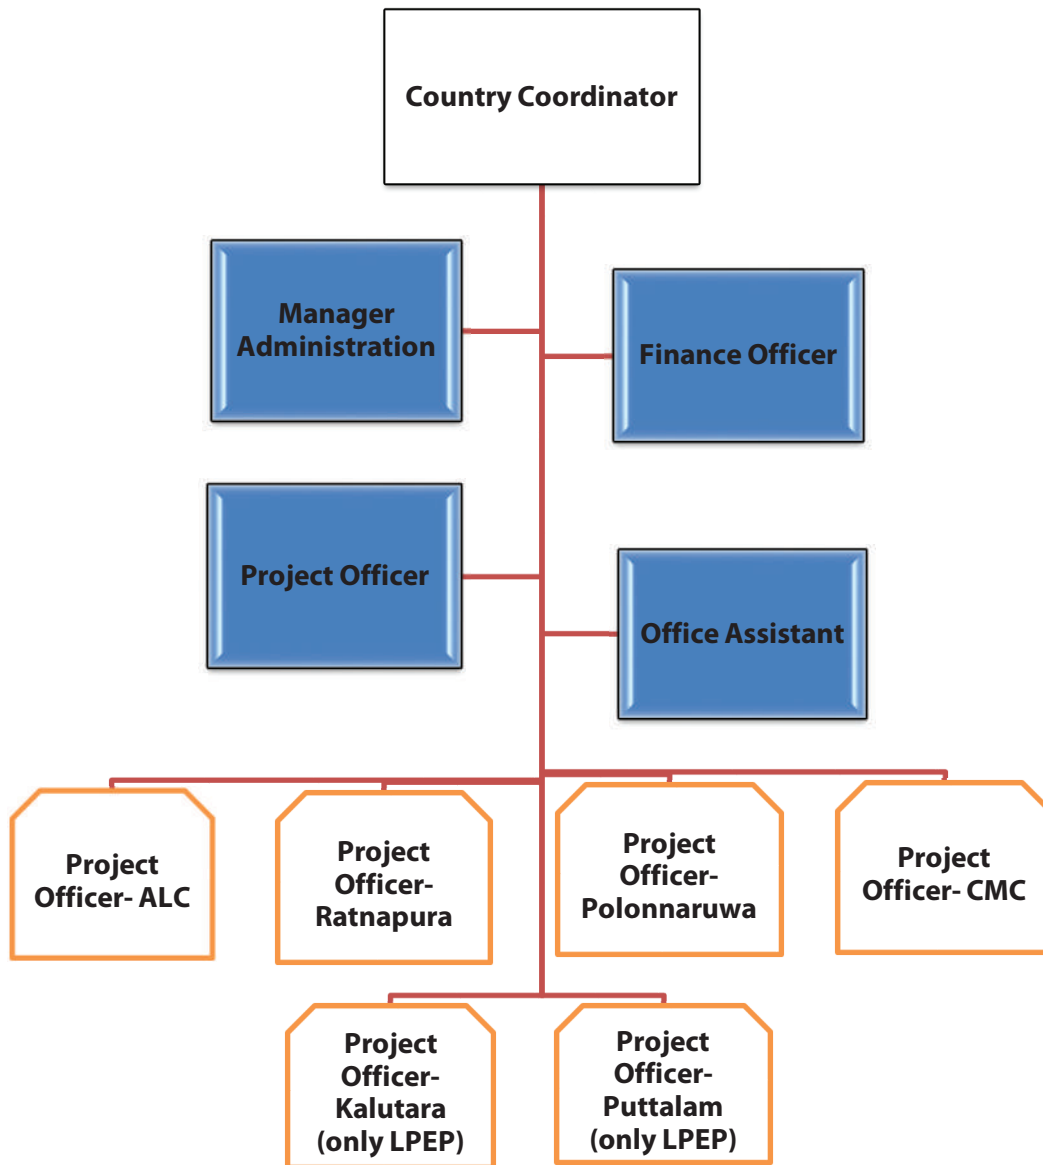 Country Coordinator
Manager
Administration
Finance Officer
Project Officer
Office Assistant
Project
Officer- ALC
Project
Officer-
Ratnapura
Project
Officer-
Polonnaruwa
Project
Officer- CMC
Project
Officer-
Kalutara
(only LPEP)
Project
Officer-
Puttalam
(only LPEP)